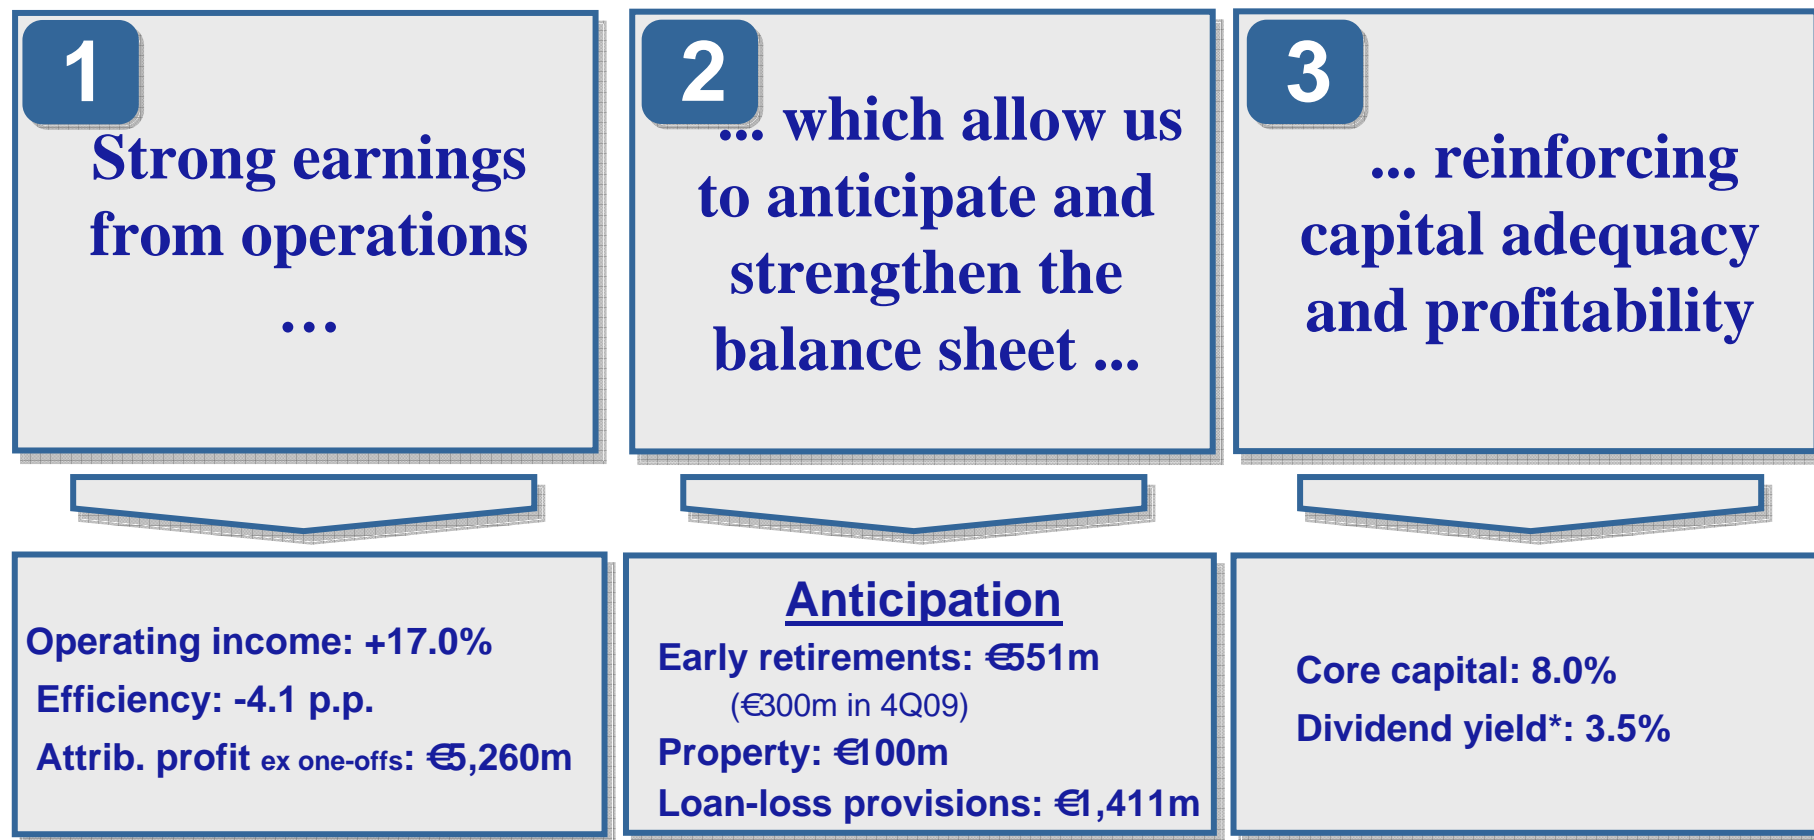 1
Strong earnings
from operations
…
2
... which allow us
to anticipate and
strengthen the
balance sheet ...
3
... reinforcing
capital adequacy
and profitability
Operating income: +17.0%
Efficiency: -4.1 p.p.
Attrib. profit ex one-offs: €5,260m
Anticipation
Early retirements: €551m
(€300m in 4Q09)
Property: €100m
Loan-loss provisions: €1,411m
Core capital: 8.0%
Dividend yield*: 3.5%